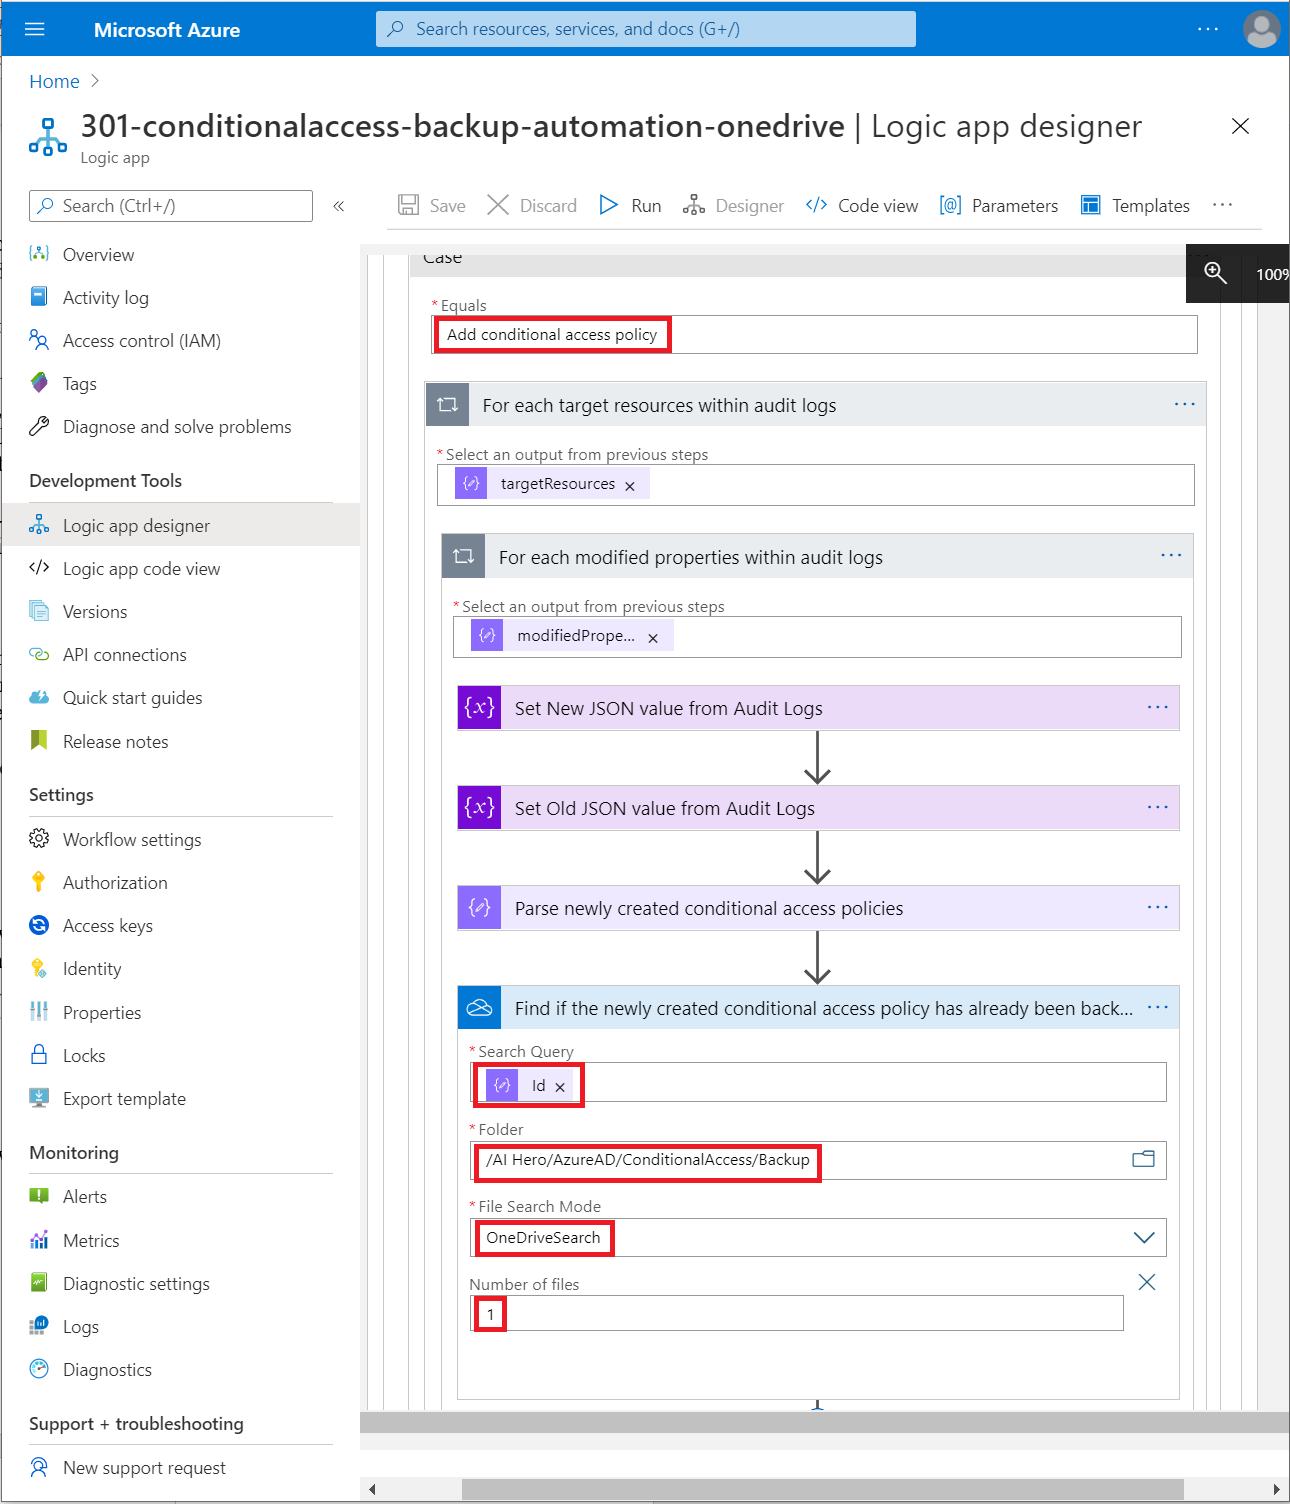 Microsoft Azure
Search resources, services, and docs (G+/)
Home
301-conditionalaccess-backup-automation-onedrive | Logic app designer
Logic app
Search (Ctrl+/)
Save
Discard
Run
Designer
Code view
Parameters
Templates
Overview
Activity log
Access control (IAM)
Tags
Diagnose and solve problems
Development Tools
Logic app designer
Logic app code view
Versions
API connections
Quick start guides
Release notes
Settings
Workflow settings
Authorization
Access keys
Identity
Properties
Locks
Export template
Monitoring
Alerts
Metrics
Diagnostic settings
Logs
Diagnostics
Support + troubleshooting
New support request
Case
100%
* Equals
Add conditional access policy
For each target resources within audit logs
* Select an output from previous steps
targetResources
For each modified properties within audit logs
* Select an output from previous steps
modifiedPrope...
Set New JSON value from Audit Logs
Set Old JSON value from Audit Logs
Parse newly created conditional access policies
Find if the newly created conditional access policy has already been back...
* Search Query
Id
* Folder
/AI Hero/AzureAD/ConditionalAccess/Backup
* File Search Mode
OneDriveSearch
Number of files
1